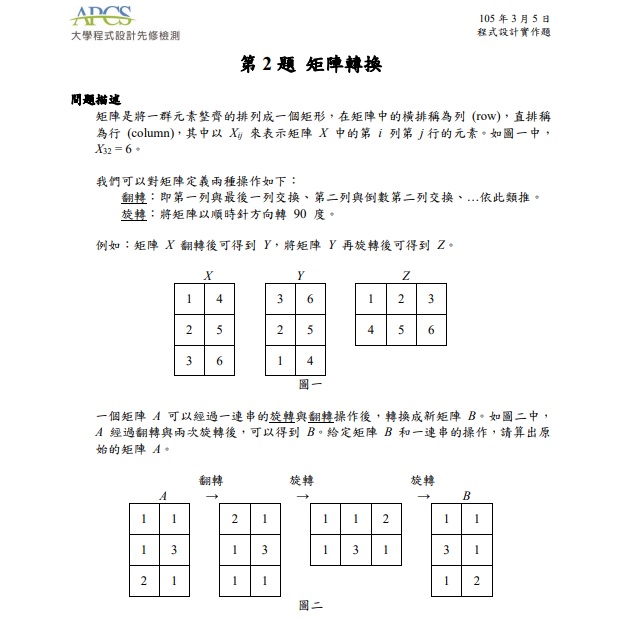 APCS
大學程式設計先修檢測
105 年 3 月 5 日
程式設計實作題
第 2 題 矩陣轉換
問題描述
矩陣是將一群元素整齊的排列成一個矩形，在矩陣中的橫排稱為列 (row)，直排稱
為行 (column)，其中以 Xij 來表示矩陣 X 中的第 i 列第 j 行的元素。如圖一中，
X32 = 6。
我們可以對矩陣定義兩種操作如下：
翻轉：即第一列與最後一列交換、第二列與倒數第二列交換、…依此類推。
旋轉：將矩陣以順時針方向轉 90 度。
例如：矩陣 X 翻轉後可得到 Y，將矩陣 Y 再旋轉後可得到 Z。
X Y Z
1 4 3 6 1 2 3
2 5 2 5 4 5 6
3 6 1 4
圖一
一個矩陣 A 可以經過一連串的旋轉與翻轉操作後，轉換成新矩陣 B。如圖二中，
A 經過翻轉與兩次旋轉後，可以得到 B。給定矩陣 B 和一連串的操作，請算出原
始的矩陣 A。
翻轉 旋轉 旋轉
A → → → B
1 1 2 1 1 1 2 1 1
1 3 1 3 1 3 1 3 1
2 1 1 1 1 2
圖二